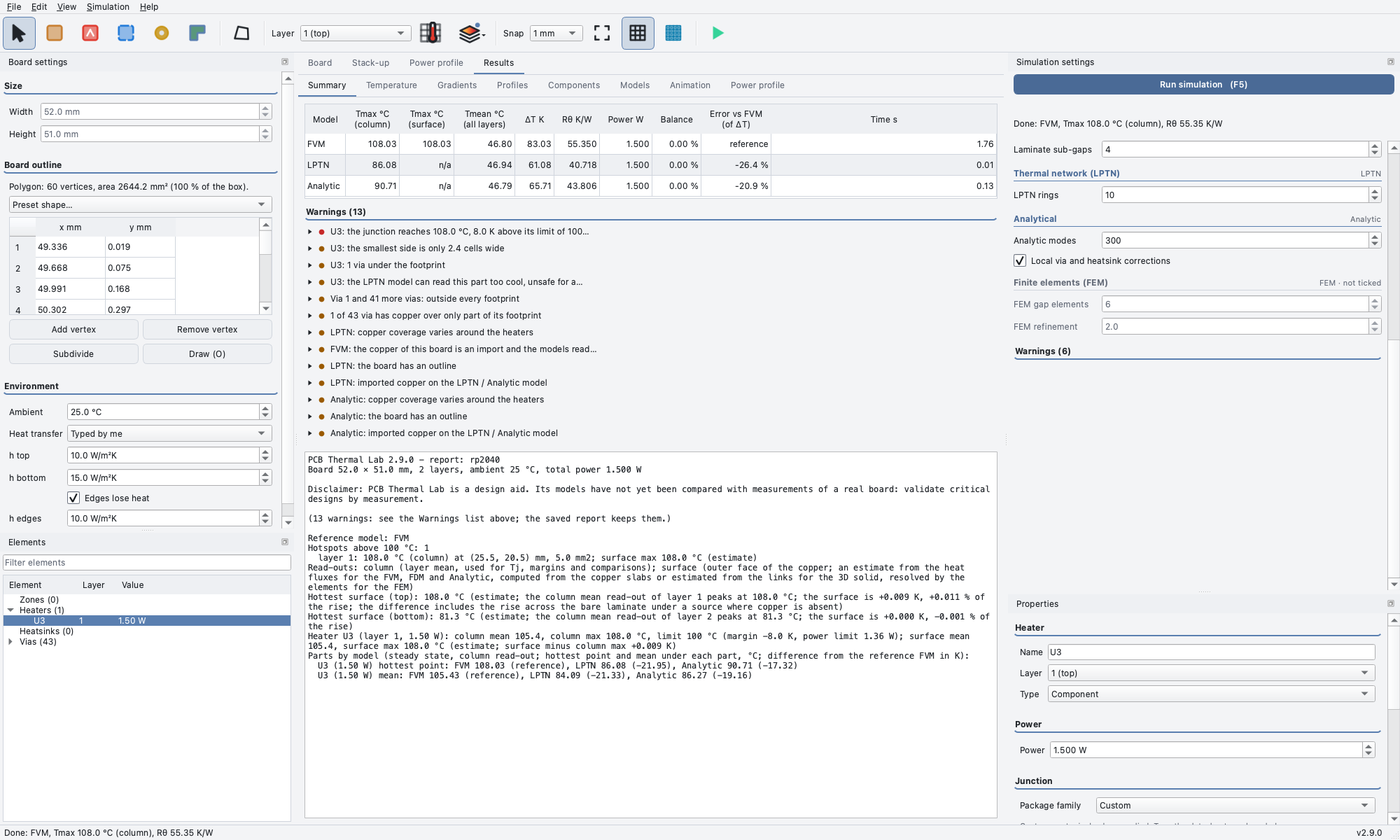 File Edit View Simulation Help
Layer 1 (top) Snap 1 mm
Board settings
Size
Width 52.0 mm
Height 51.0 mm
Board outline
Polygon: 60 vertices, area 2644.2 mm² (100 % of the box).
Preset shape...
x mm y mm
1 49.336 0.019
2 49.668 0.075
3 49.991 0.168
4 50.302 0.297
Add vertex Remove vertex
Subdivide Draw (O)
Environment
Ambient 25.0 °C
Heat transfer Typed by me
h top 10.0 W/m²K
h bottom 15.0 W/m²K
Edges lose heat
h edges 10.0 W/m²K
Elements
Filter elements
Element Layer Value
Zones (0)
Heaters (1)
U3 1 1.50 W
Heatsinks (0)
Vias (43)
Board Stack-up Power profile Results
Summary Temperature Gradients Profiles Components Models Animation Power profile
Model Tmax °C (column) Tmax °C (surface) Tmean °C (all layers) ΔT K Rθ K/W Power W Balance Error vs FVM (of ΔT) Time s
FVM 108.03 108.03 46.80 83.03 55.350 1.500 0.00 % reference 1.76
LPTN 86.08 n/a 46.94 61.08 40.718 1.500 0.00 % -26.4 % 0.01
Analytic 90.71 n/a 46.79 65.71 43.806 1.500 0.00 % -20.9 % 0.13
Warnings (13)
U3: the junction reaches 108.0 °C, 8.0 K above its limit of 100...
U3: the smallest side is only 2.4 cells wide
U3: 1 via under the footprint
U3: the LPTN model can read this part too cool, unsafe for a...
Via 1 and 41 more vias: outside every footprint
1 of 43 via has copper over only part of its footprint
LPTN: copper coverage varies around the heaters
FVM: the copper of this board is an import and the models read...
LPTN: the board has an outline
LPTN: imported copper on the LPTN / Analytic model
Analytic: copper coverage varies around the heaters
Analytic: the board has an outline
Analytic: imported copper on the LPTN / Analytic model
PCB Thermal Lab 2.9.0 — report: rp2040
Board 52.0 × 51.0 mm, 2 layers, ambient 25 °C, total power 1.500 W
Disclaimer: PCB Thermal Lab is a design aid. Its models have not yet been compared with measurements of a real board: validate critical
designs by measurement.
(13 warnings: see the Warnings list above; the saved report keeps them.)
Reference model: FVM
Hotspots above 100 °C: 1
layer 1: 108.0 °C (column) at (25.5, 20.5) mm, 5.0 mm2; surface max 108.0 °C (estimate)
Read-outs: column (layer mean, used for Tj, margins and comparisons); surface (outer face of the copper; an estimate from the heat
fluxes for the FVM, FDM and Analytic, computed from the copper slabs or estimated from the links for the 3D solid, resolved by the
elements for the FEM)
Hottest surface (top): 108.0 °C (estimate; the column mean read-out of layer 1 peaks at 108.0 °C; the surface is +0.009 K, +0.011 % of
the rise; the difference includes the rise across the bare laminate under a source where copper is absent)
Hottest surface (bottom): 81.3 °C (estimate; the column mean read-out of layer 2 peaks at 81.3 °C; the surface is +0.000 K, -0.001 % of
the rise)
Heater U3 (layer 1, 1.50 W): column mean 105.4, column max 108.0 °C, limit 100 °C (margin −8.0 K, power limit 1.36 W); surface mean
105.4, surface max 108.0 °C (estimate; surface minus column max +0.009 K)
Parts by model (steady state, column read-out; hottest point and mean under each part, °C; difference from the reference FVM in K):
U3 (1.50 W) hottest point: FVM 108.03 (reference), LPTN 86.08 (−21.95), Analytic 90.71 (−17.32)
U3 (1.50 W) mean: FVM 105.43 (reference), LPTN 84.09 (−21.33), Analytic 86.27 (−19.16)
Simulation settings
Run simulation (F5)
Done: FVM, Tmax 108.0 °C (column), Rθ 55.35 K/W
Laminate sub-gaps 4
Thermal network (LPTN) LPTN
LPTN rings 10
Analytical Analytic
Analytic modes 300
Local via and heatsink corrections
Finite elements (FEM) FEM · not ticked
FEM gap elements 6
FEM refinement 2.0
Warnings (6)
Properties
Heater
Name U3
Layer 1 (top)
Type Component
Power
Power 1.500 W
Junction
Package family Custom
Done: FVM, Tmax 108.0 °C (column), Rθ 55.35 K/W v2.9.0